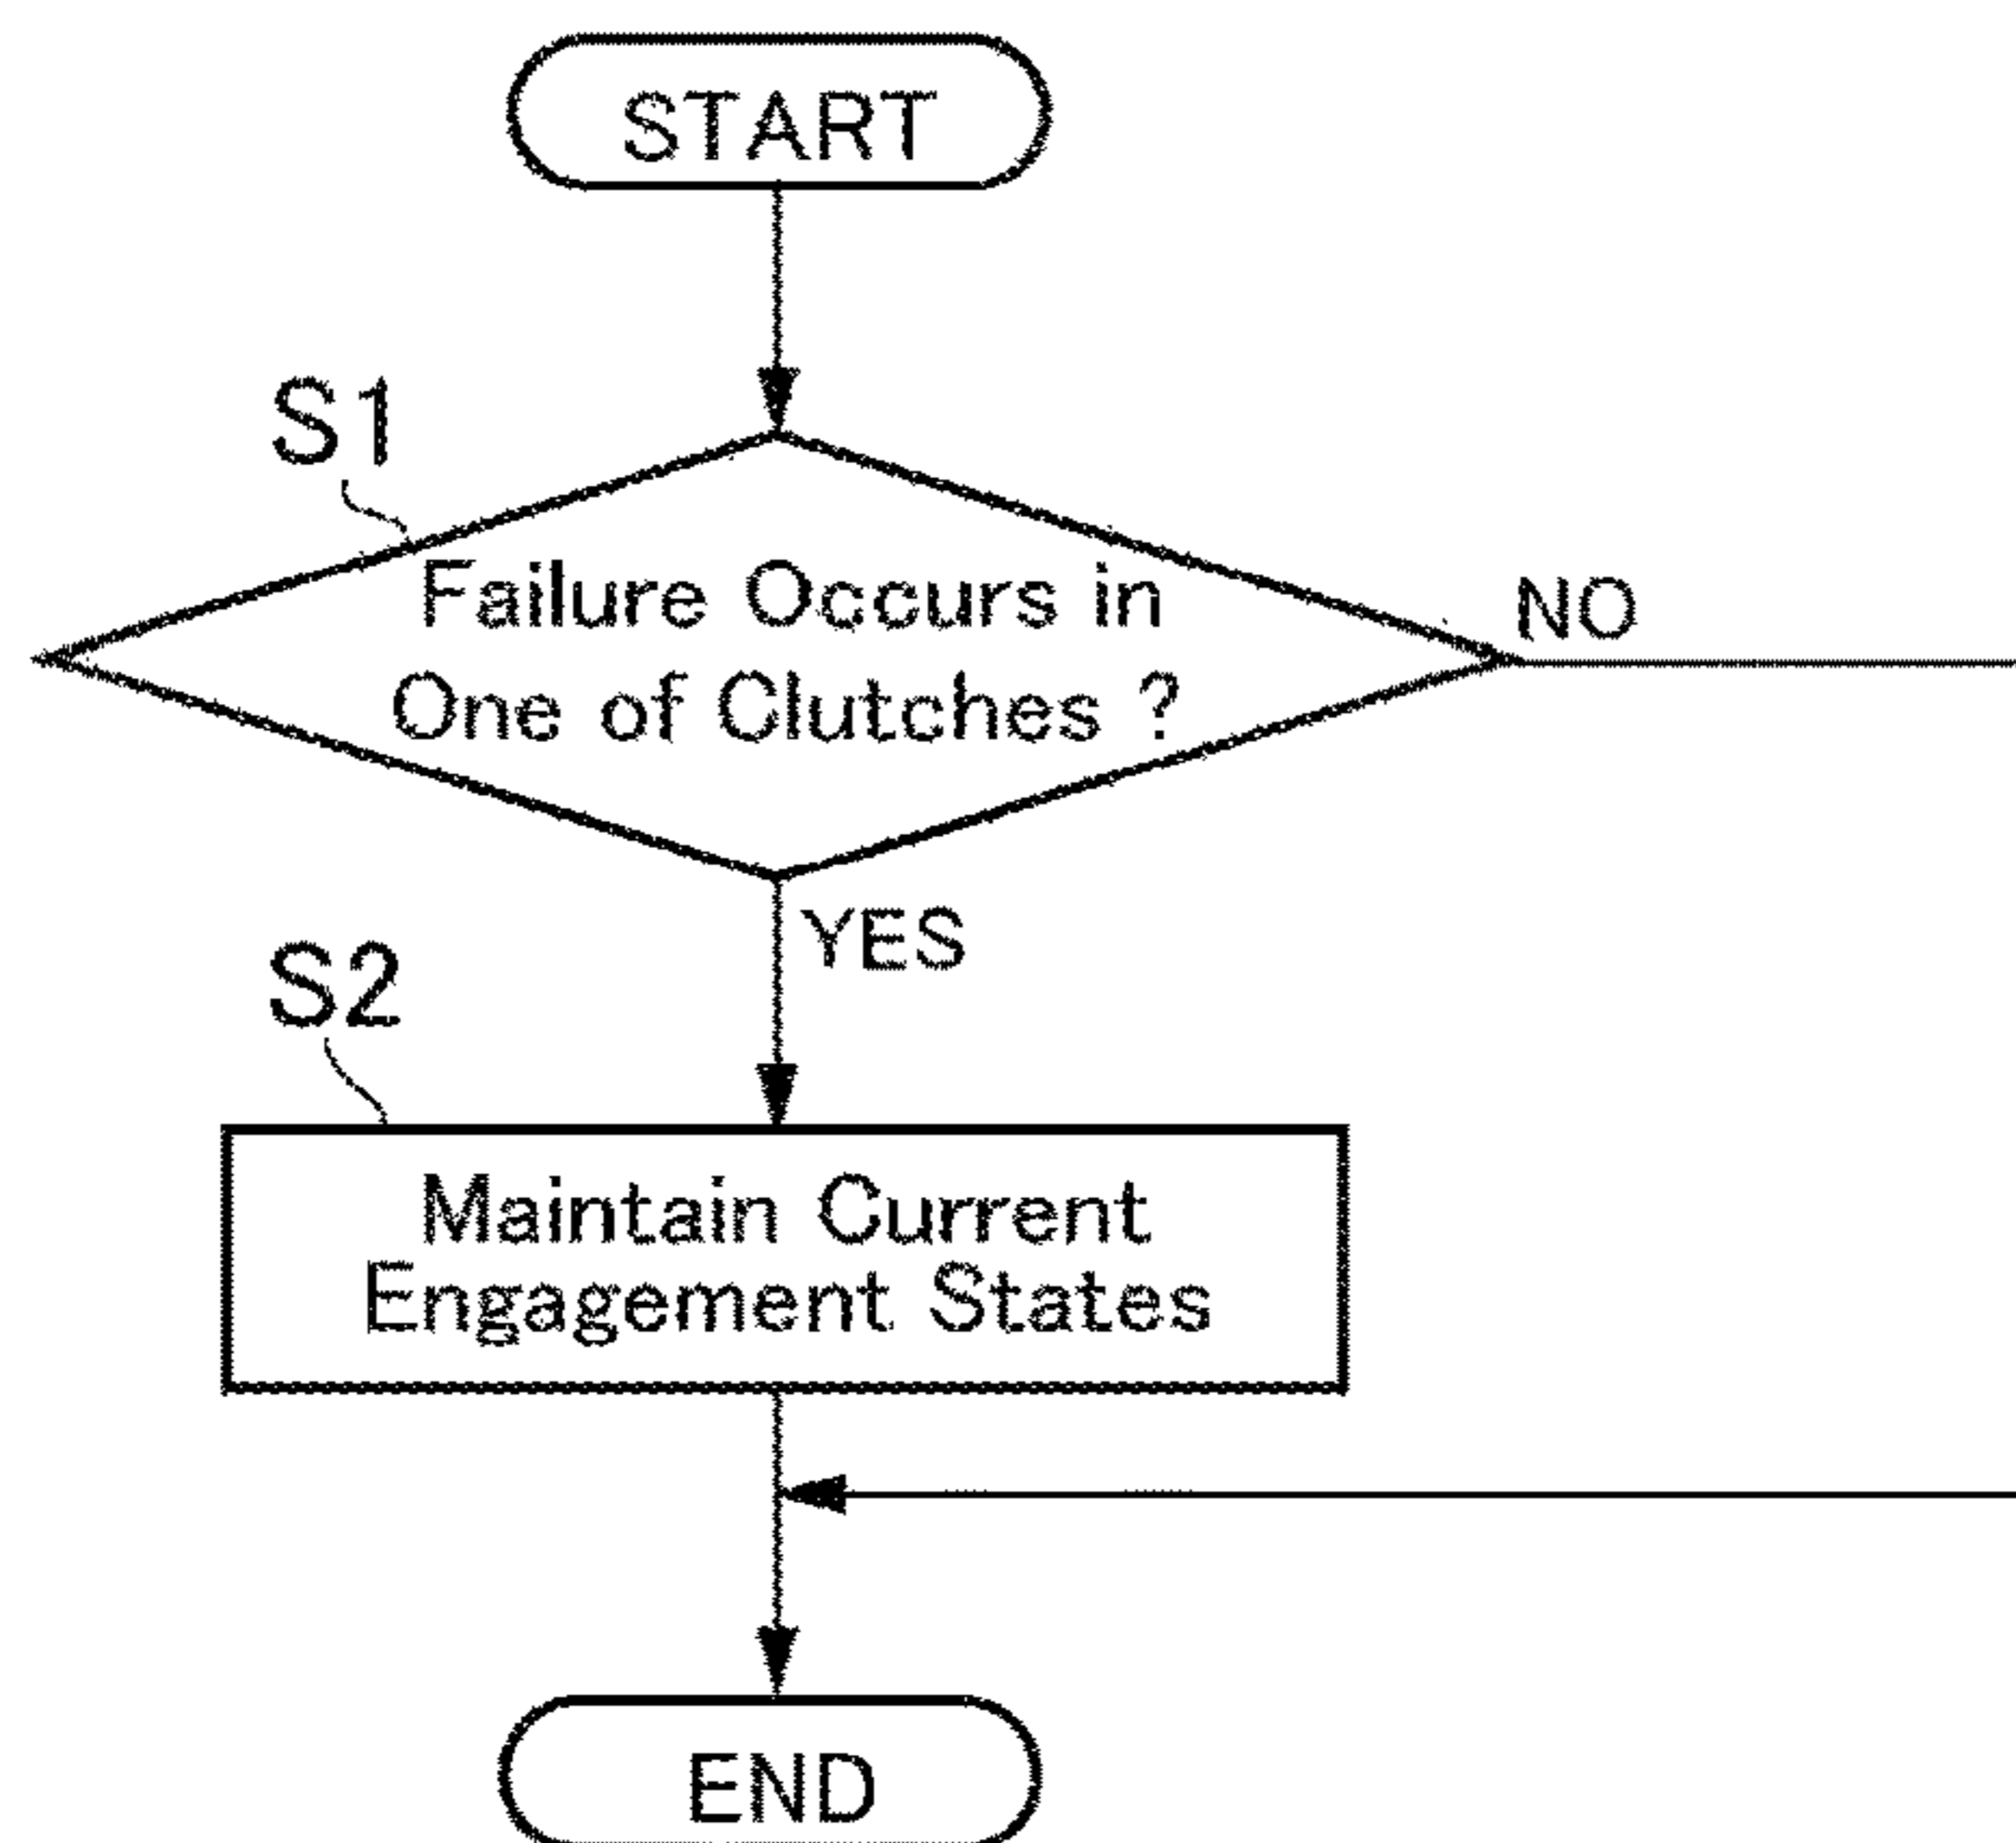 START
S1
Failure Occurs in
One of Clutches ?
NO
YES
S2
Maintain Current
Engagement States
END